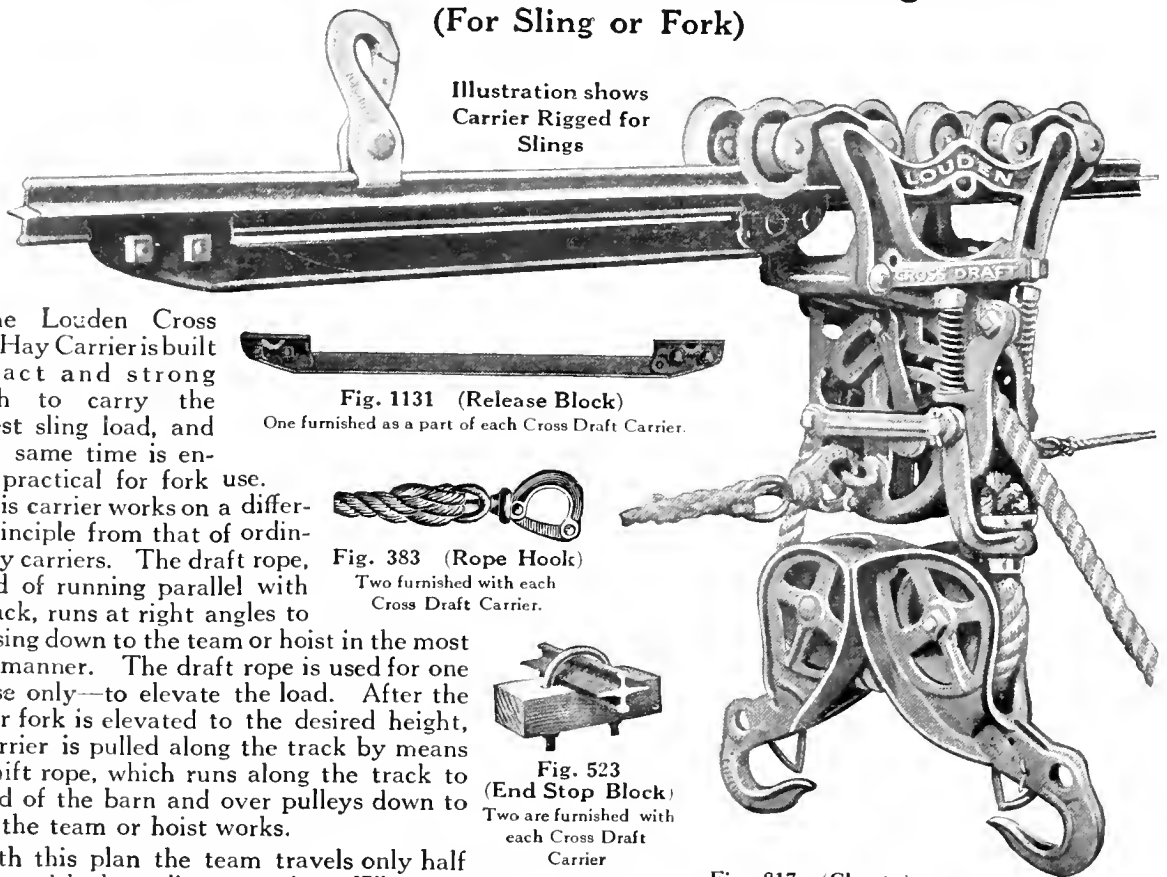 (For Sling or Fork)
Illustration shows
Carrier Rigged for
Slings
LOUDEN
CROSS DRAFT
e Louden Cross
Hay Carrier is built
act and strong
h to carry the
st sling load, and
same time is en-
practical for fork use.
is carrier works on a differ-
inciple from that of ordin-
y carriers. The draft rope,
d of running parallel with
ck, runs at right angles to
sing down to the team or hoist in the most
manner. The draft rope is used for one
se only—to elevate the load. After the
r fork is elevated to the desired height,
rrier is pulled along the track by means
ift rope, which runs along the track to
d of the barn and over pulleys down to
the team or hoist works.
th this plan the team travels only half
Fig. 1131 (Release Block)
One furnished as a part of each Cross Draft Carrier.
Fig. 383 (Rope Hook)
Two furnished with each
Cross Draft Carrier.
Fig. 523
(End Stop Block)
Two are furnished with
each Cross Draft
Carrier